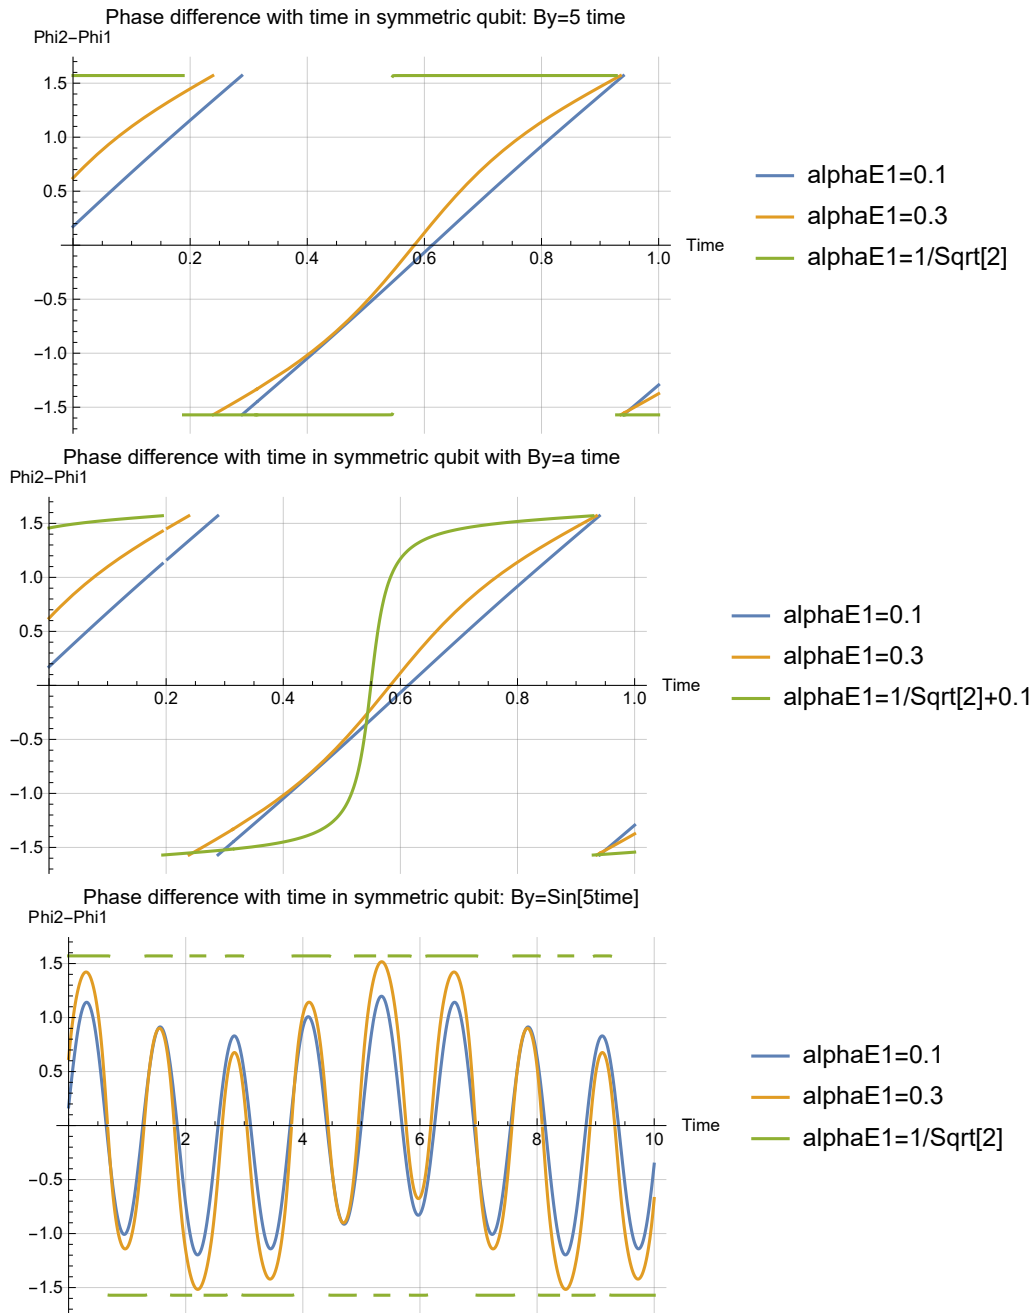 Phase difference with time in symmetric qubit: By=5 time
Phi2−Phi1
1.5
1.0
0.5
−0.5
−1.0
−1.5
0.2
0.4
0.6
0.8
1.0
Time
alphaE1=0.1
alphaE1=0.3
alphaE1=1/Sqrt[2]
Phase difference with time in symmetric qubit with By=a time
Phi2−Phi1
1.5
1.0
0.5
−0.5
−1.0
−1.5
0.2
0.4
0.6
0.8
1.0
Time
alphaE1=0.1
alphaE1=0.3
alphaE1=1/Sqrt[2]+0.1
Phase difference with time in symmetric qubit: By=Sin[5time]
Phi2−Phi1
1.5
1.0
0.5
−0.5
−1.0
−1.5
2
4
6
8
10
Time
alphaE1=0.1
alphaE1=0.3
alphaE1=1/Sqrt[2]